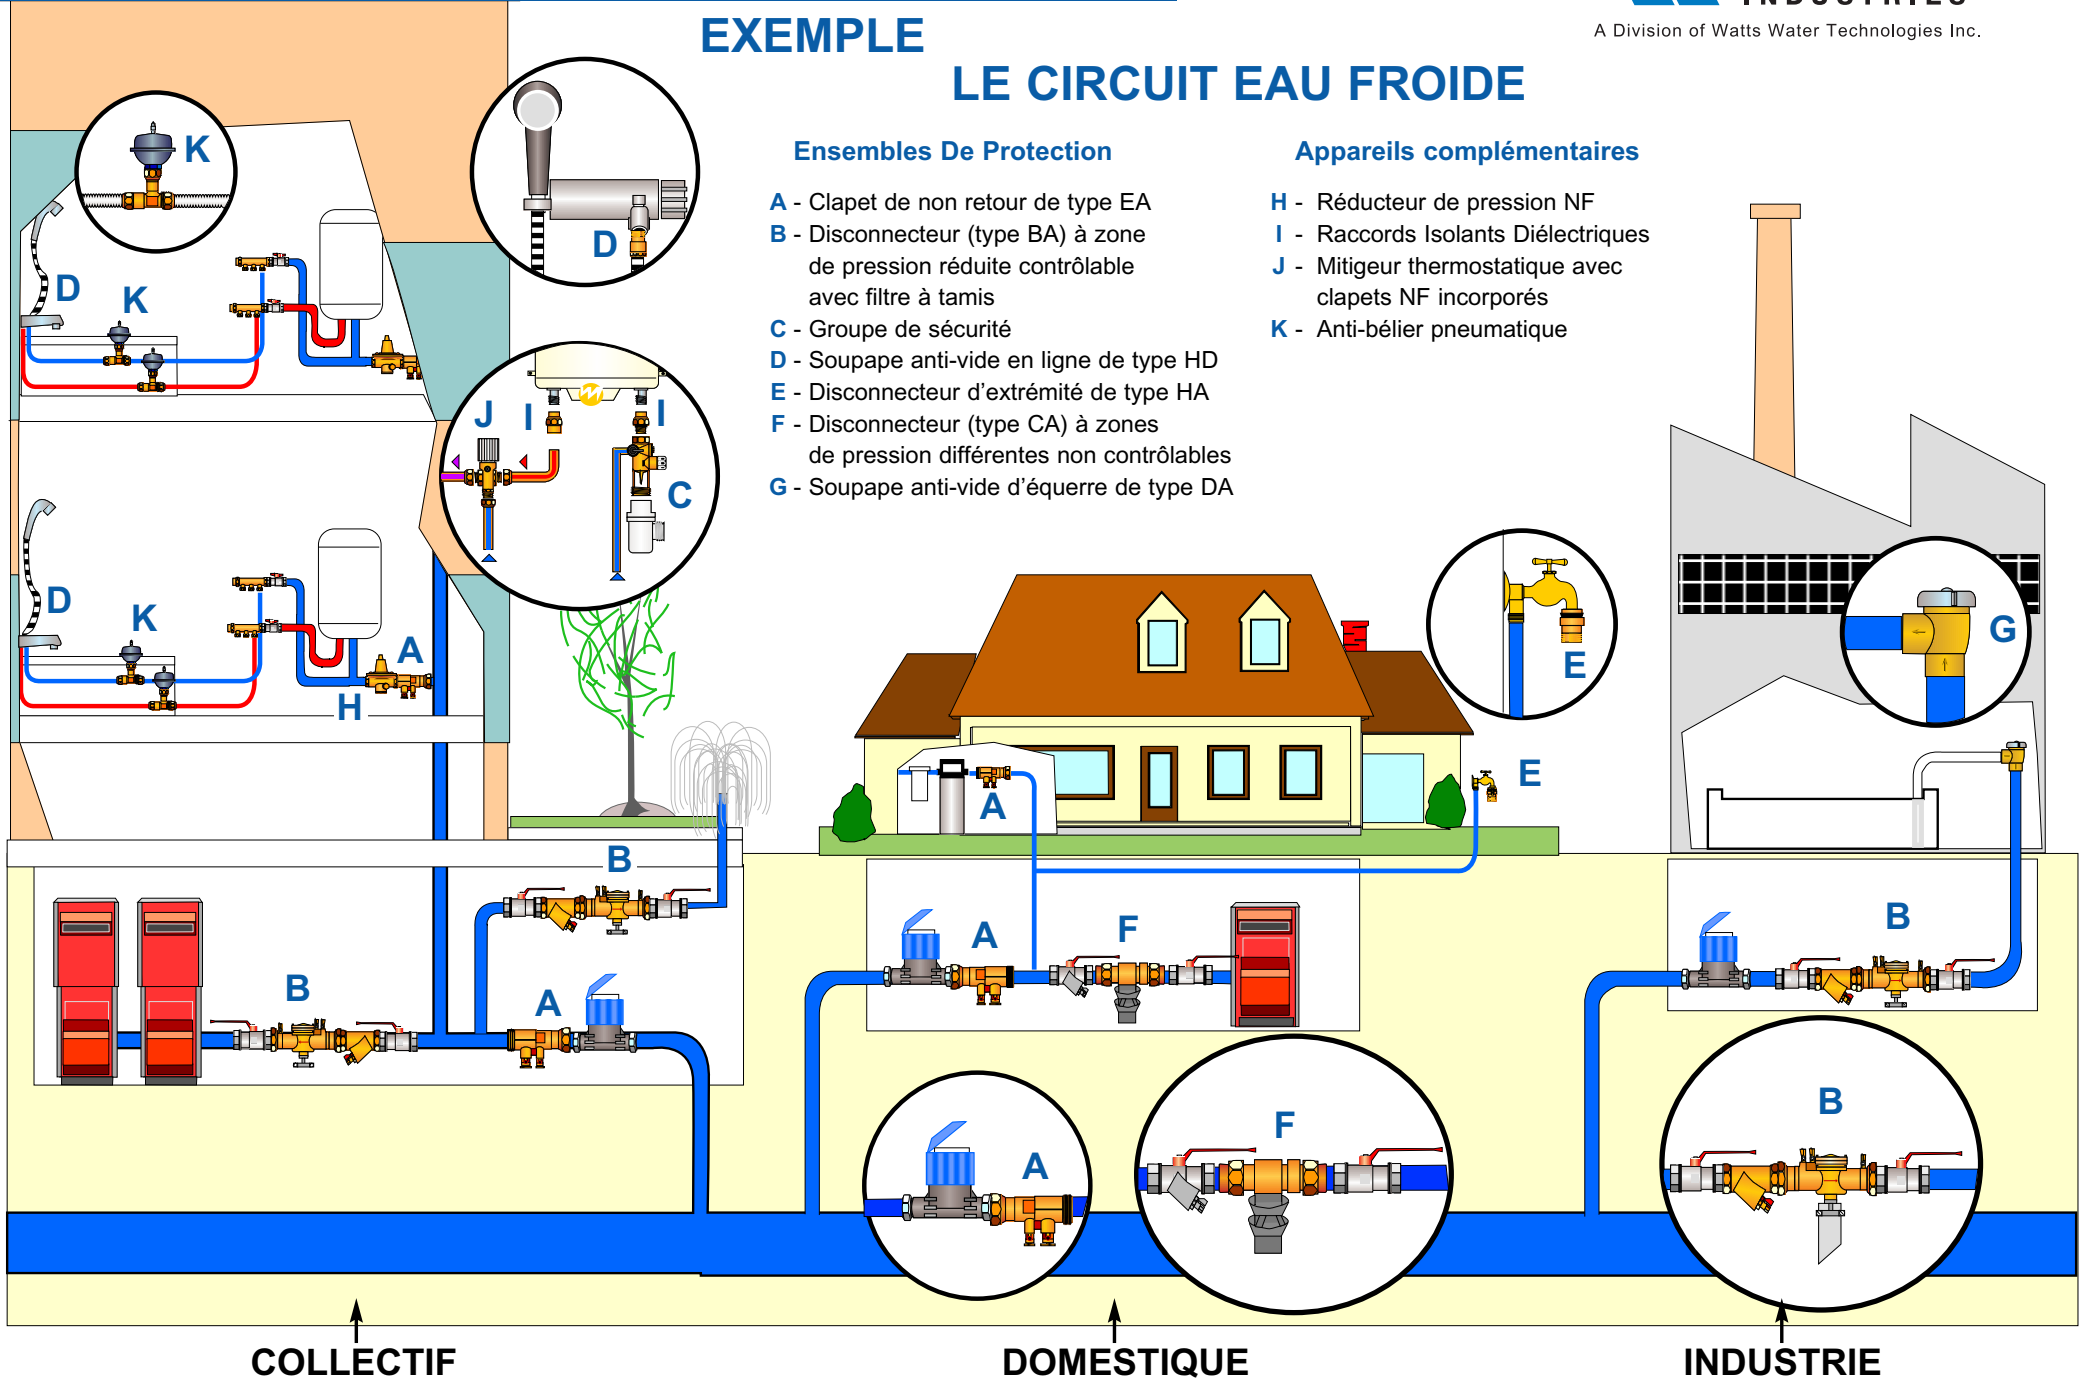 INDUSTRIES
A Division of Watts Water Technologies Inc.
EXEMPLE
LE CIRCUIT EAU FROIDE
Ensembles De Protection
A - Clapet de non retour de type EA
B - Disconnecteur (type BA) à zone
de pression réduite contrôlable
avec filtre à tamis
C - Groupe de sécurité
D - Soupape anti-vide en ligne de type HD
E - Disconnecteur d'extrémité de type HA
F - Disconnecteur (type CA) à zones
de pression différentes non contrôlables
G - Soupape anti-vide d'équerre de type DA
Appareils complémentaires
H - Réducteur de pression NF
I - Raccords Isolants Diélectriques
J - Mitigeur thermostatique avec
clapets NF incorporés
K - Anti-bélier pneumatique
K
D
D
K
J
I
I
C
D
K
A
H
E
G
E
A
B
B
A
A
F
B
A
F
B
COLLECTIF
DOMESTIQUE
INDUSTRIE